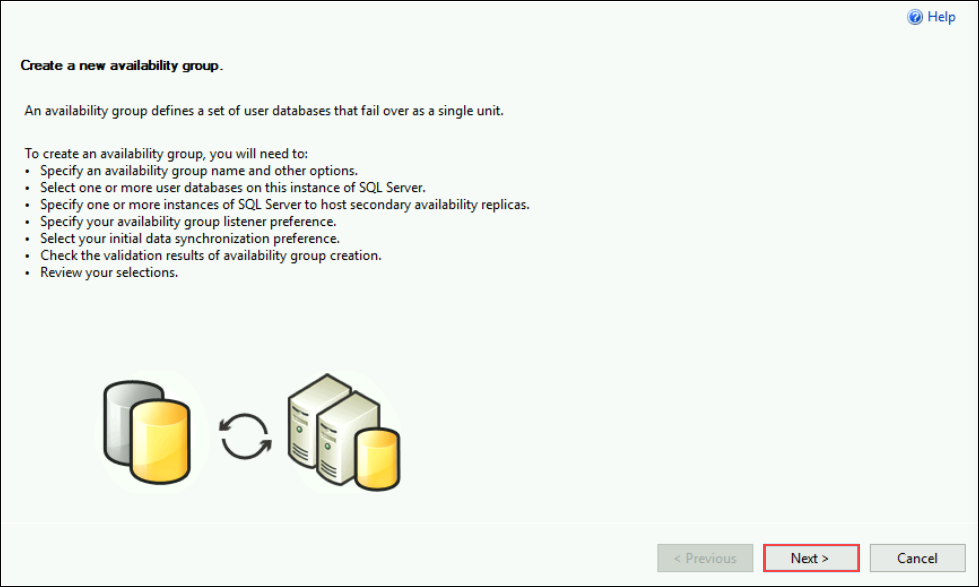 Help
Create a new availability group.
An availability group defines a set of user databases that fail over as a single unit.
To create an availability group, you will need to:
• Specify an availability group name and other options.
• Select one or more user databases on this instance of SQL Server.
• Specify one or more instances of SQL Server to host secondary availability replicas.
• Specify your availability group listener preference.
• Select your initial data synchronization preference.
• Check the validation results of availability group creation.
• Review your selections.
< Previous
Next >
Cancel